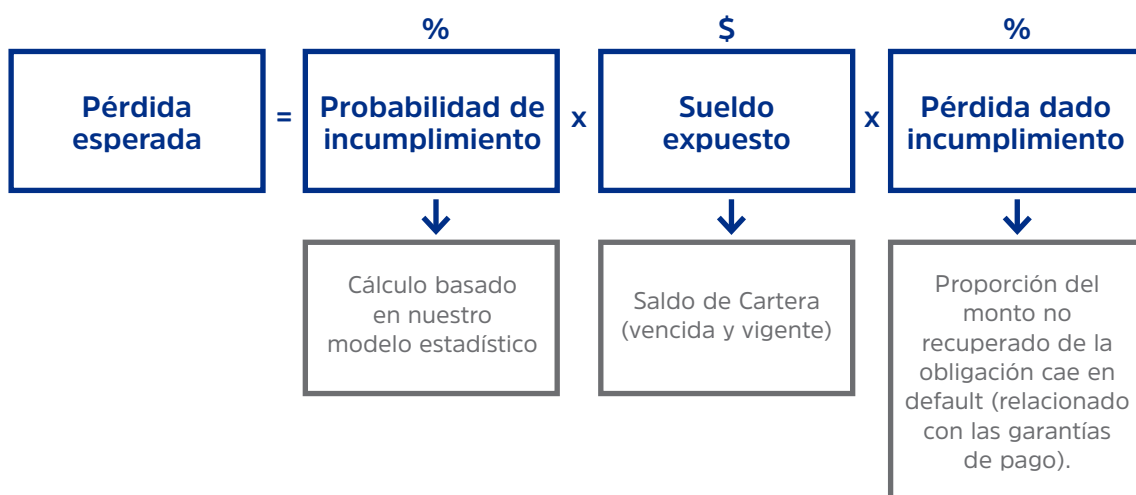 %
$
%
Pérdida
esperada
=
Probabilidad de
incumplimiento
x
Sueldo
expuesto
x
Pérdida dado
incumplimiento
Cálculo basado
en nuestro
modelo estadístico
Saldo de Cartera
(vencida y vigente)
Proporción del
monto no
recuperado de la
obligación cae en
default (relacionado
con las garantías
de pago).